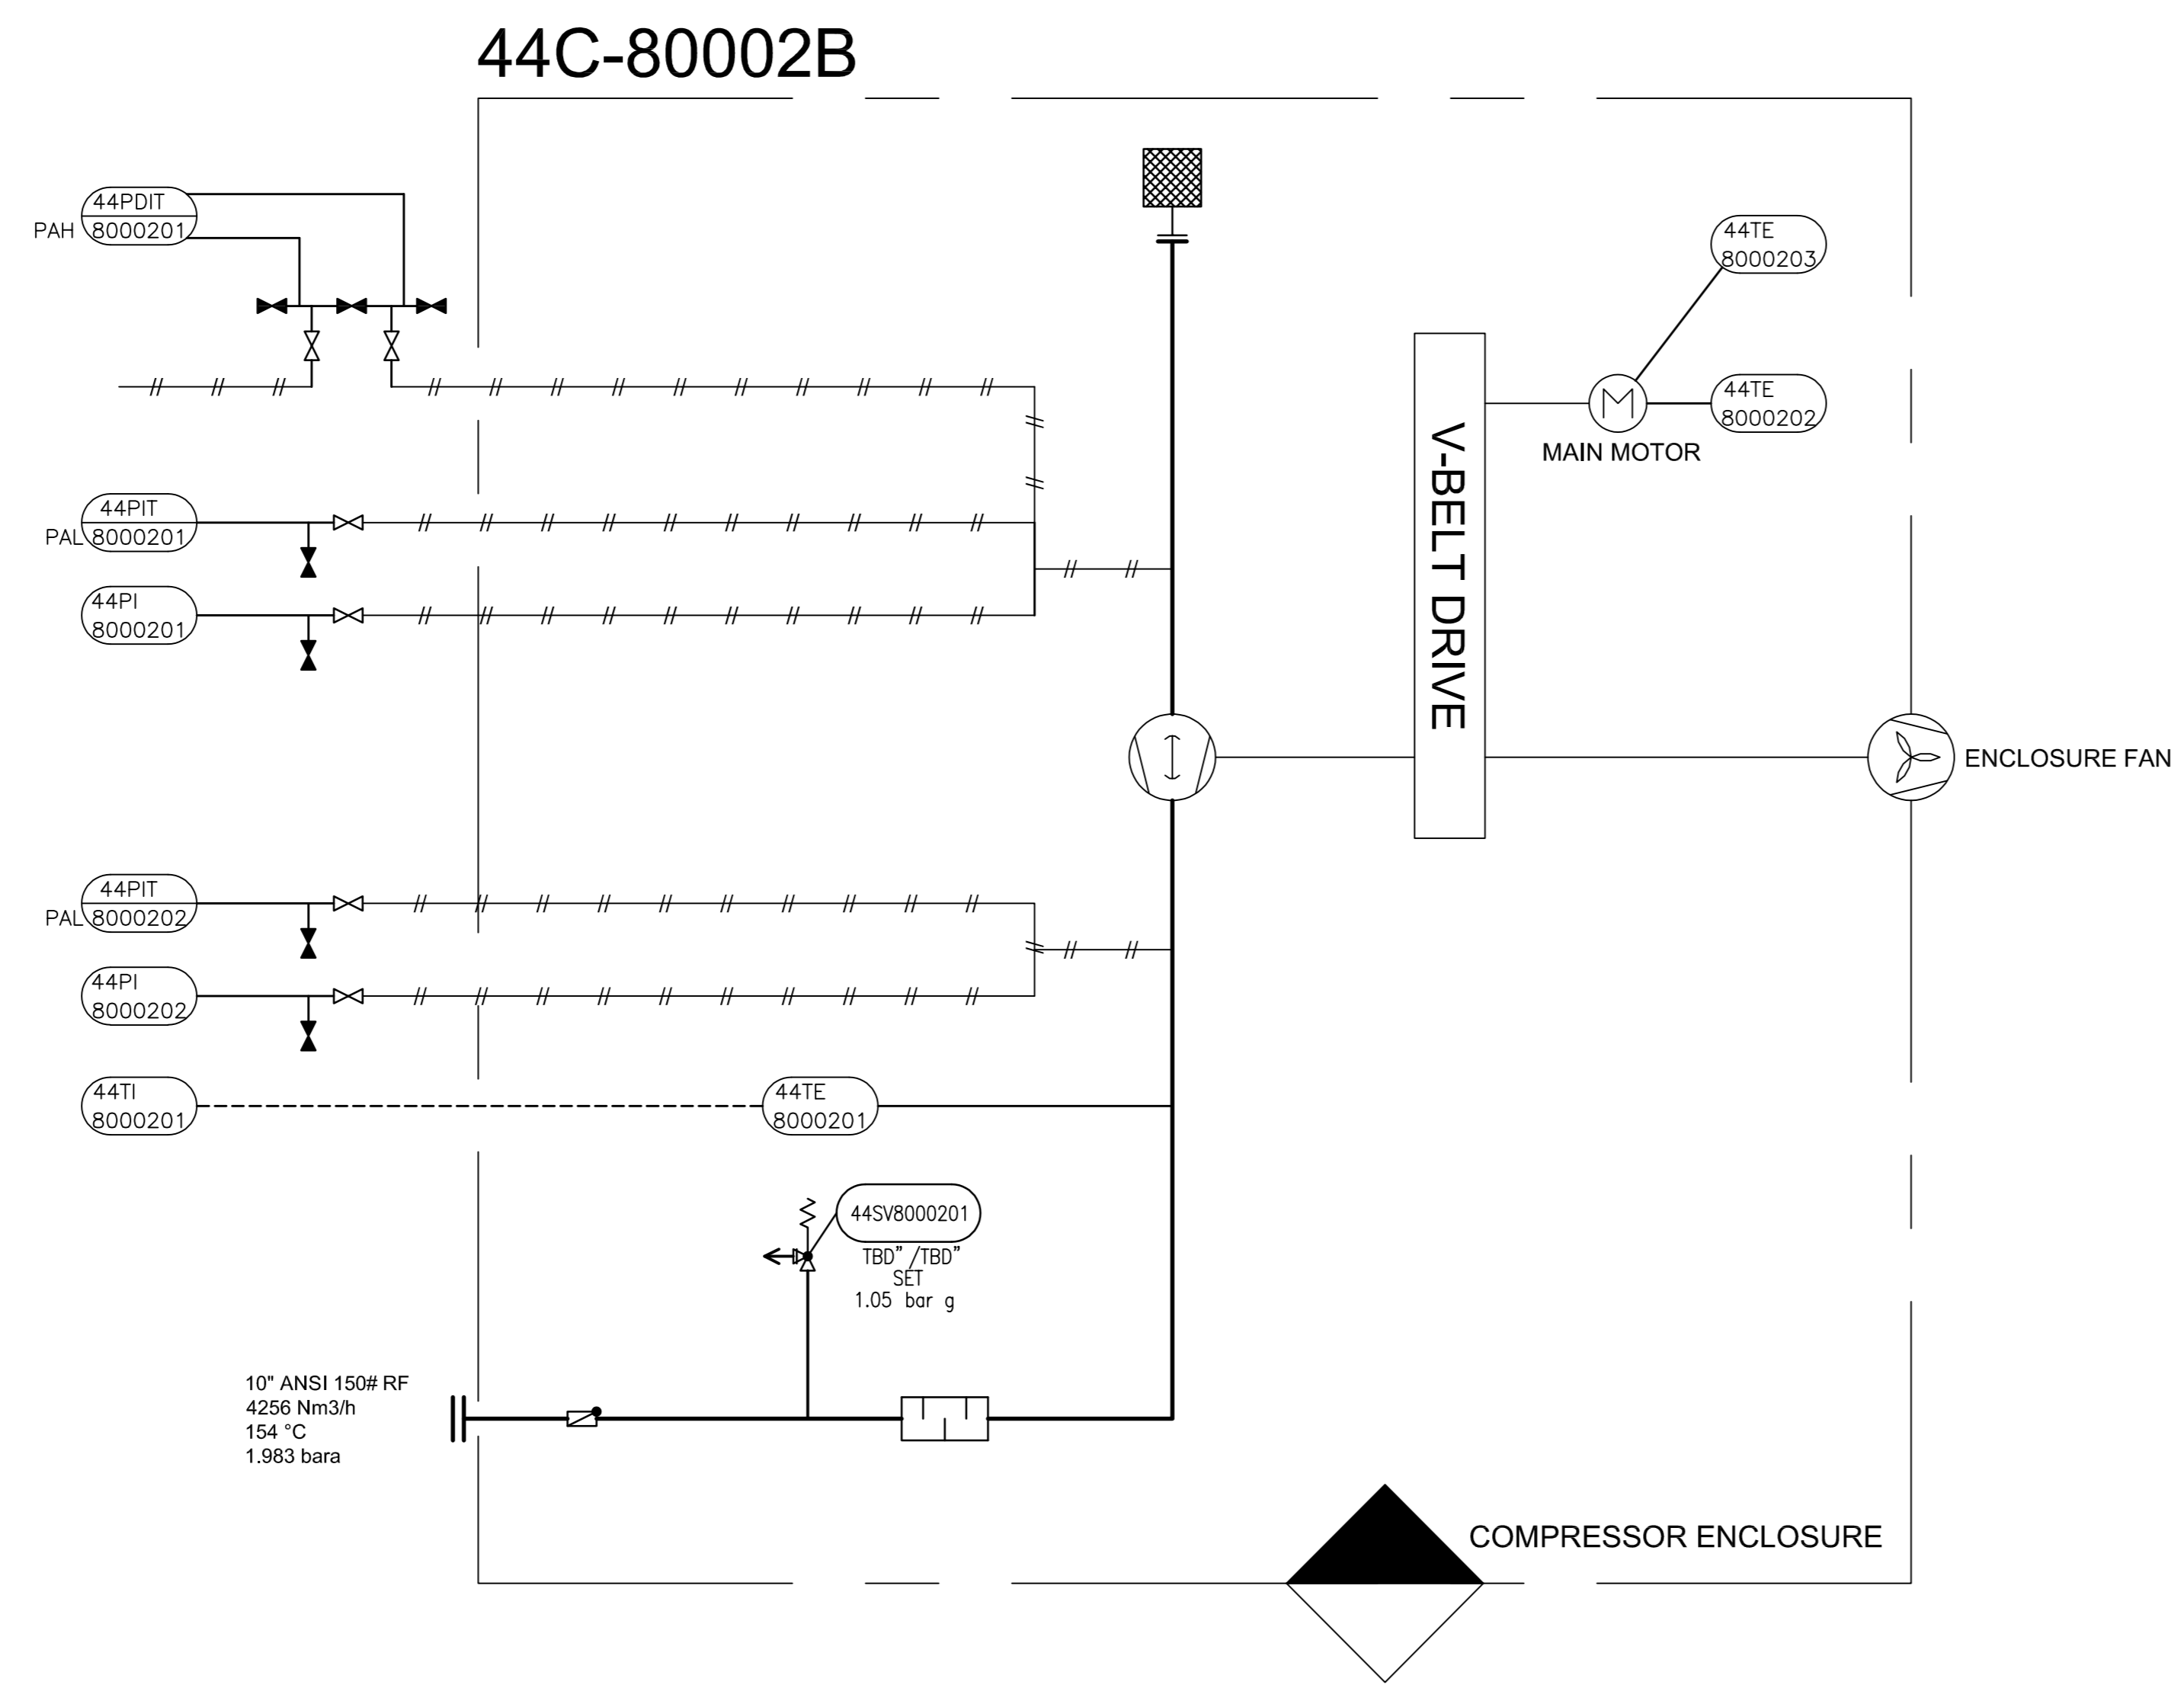 44C-80002B
44PDIT
PAH 8000201
44TE
8000203
44TE
8000202
MAIN MOTOR
V-BELT DRIVE
44PIT
PAL 8000201
44PI
8000201
M
ENCLOSURE FAN
44PIT
PAL 8000202
44PI
8000202
44TI
8000201
44TE
8000201
44SV8000201
TBD" /TBD"
SET
1.05 bar g
10" ANSI 150# RF
4256 Nm3/h
154 °C
1.983 bara
COMPRESSOR ENCLOSURE